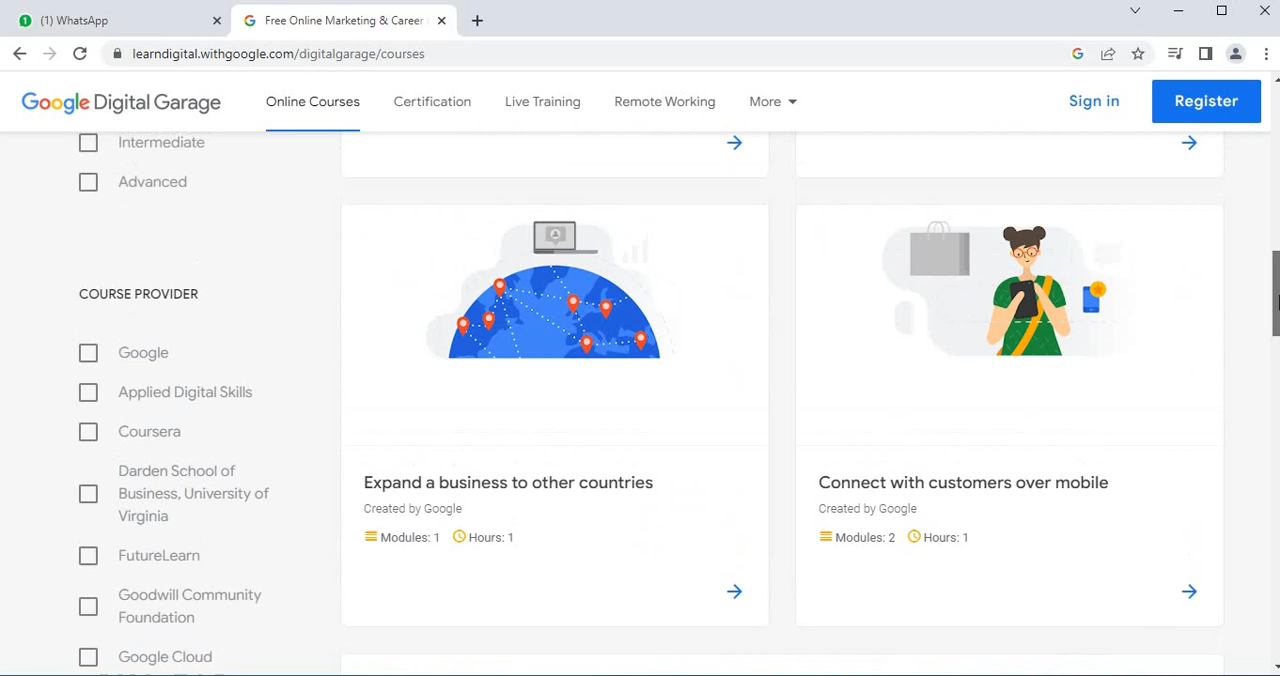 (1) WhatsApp
Free Online Marketing & Career
learndigital.withgoogle.com/digitalgarage/courses
Google Digital Garage
Online Courses
Certification
Live Training
Remote Working
More
Sign in
Register
Intermediate
Advanced
COURSE PROVIDER
Google
Applied Digital Skills
Coursera
Darden School of
Business, University of
Virginia
FutureLearn
Goodwill Community
Foundation
Google Cloud
Expand a business to other countries
Created by Google
Modules: 1 Hours: 1
Connect with customers over mobile
Created by Google
Modules: 2 Hours: 1